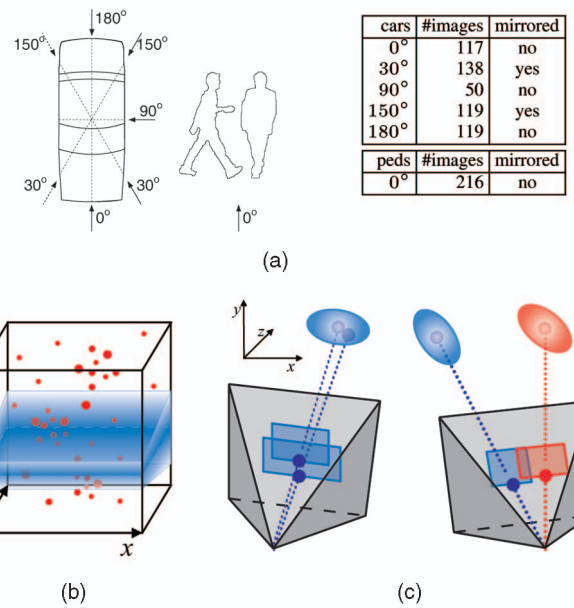 180°
150° 150°
90°
30° 30°
0° 0°
cars #images mirrored
0° 117 no
30° 138 yes
90° 50 no
150° 119 yes
180° 119 no
peds #images mirrored
0° 216 no
(a)
y
z
x
x
(b) (c)